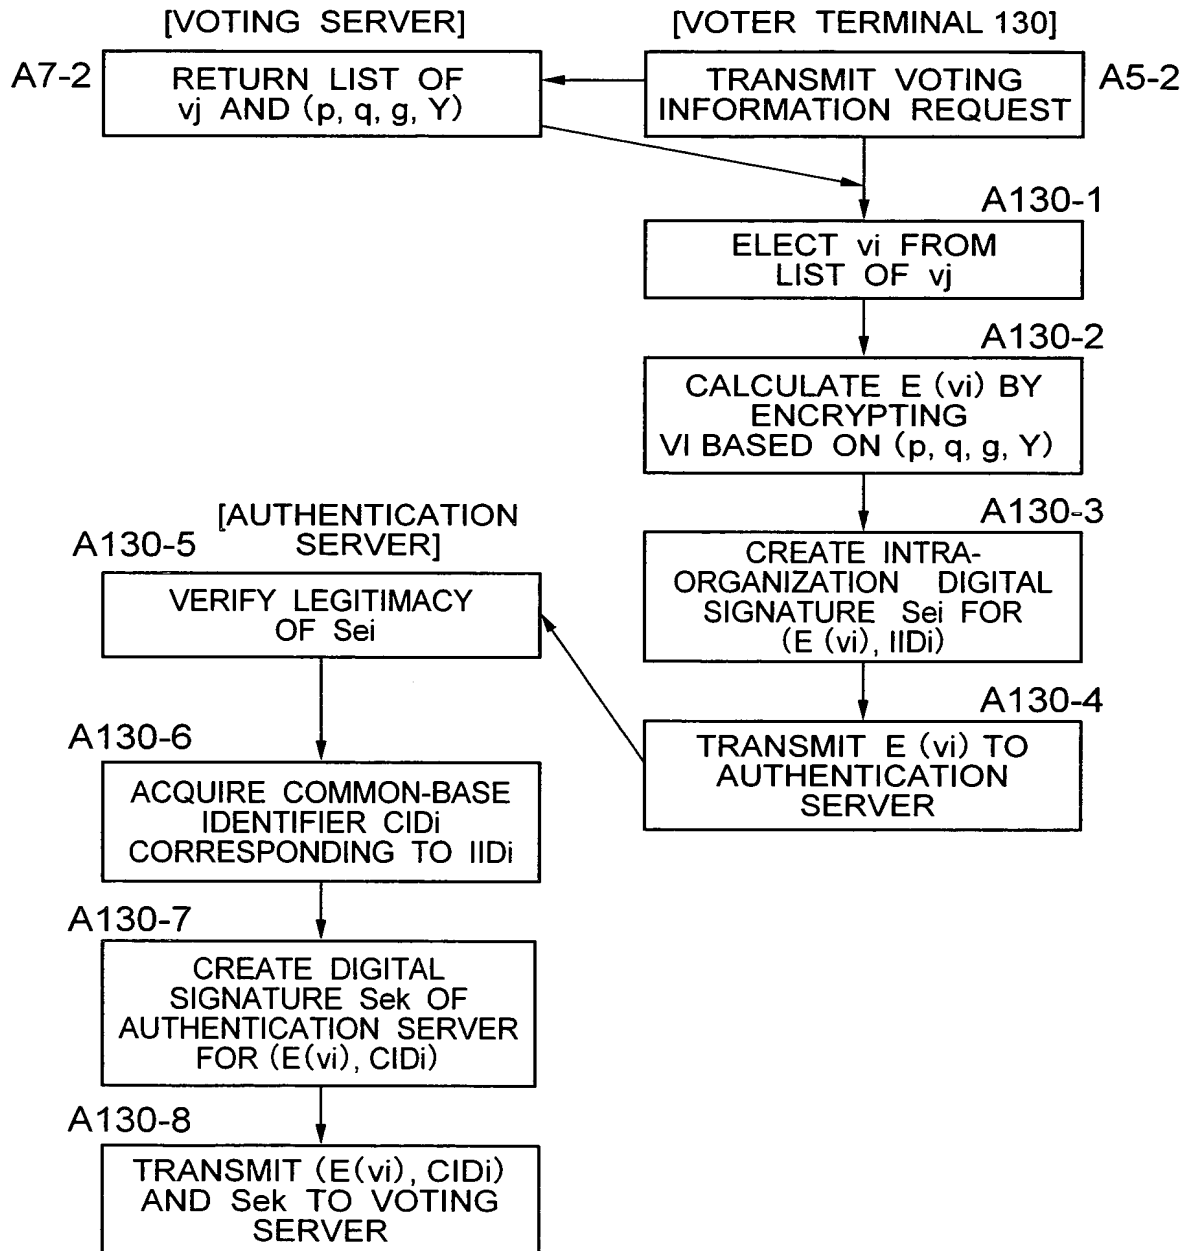 [VOTING SERVER]
[VOTER TERMINAL 130]
A7-2
RETURN LIST OF
vj AND (p, q, g, Y)
TRANSMIT VOTING
INFORMATION REQUEST
A5-2
A130-1
ELECT vi FROM
LIST OF vj
A130-2
CALCULATE E (vi) BY
ENCRYPTING
VI BASED ON (p, q, g, Y)
A130-3
CREATE INTRA-
ORGANIZATION DIGITAL
SIGNATURE Sei FOR
(E (vi), IIDi)
A130-4
TRANSMIT E (vi) TO
AUTHENTICATION
SERVER
[AUTHENTICATION
SERVER]
A130-5
VERIFY LEGITIMACY
OF Sei
A130-6
ACQUIRE COMMON-BASE
IDENTIFIER CIDi
CORRESPONDING TO IIDi
A130-7
CREATE DIGITAL
SIGNATURE Sek OF
AUTHENTICATION SERVER
FOR (E(vi), CIDi)
A130-8
TRANSMIT (E(vi), CIDi)
AND Sek TO VOTING
SERVER